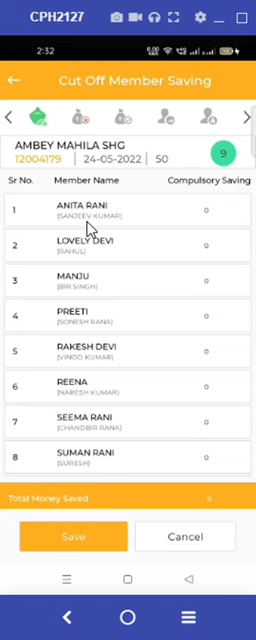 CPH2127
2:32
Cut Off Member Saving
AMBEY MAHILA SHG
12004179 | 24-05-2022 | 50
9
Sr No. Member Name Compulsory Saving
1 ANITA RANI 0
[SANJEEV KUMAR]
2 LOVELY DEVI 0
[RAHUL]
3 MANJU 0
[BIR SINGH]
4 PREETI 0
[SONESH RANA]
5 RAKESH DEVI 0
[VINOD KUMAR]
6 REENA 0
[NARESH KUMAR]
7 SEEMA RANI 0
[CHANDBIR RANA]
8 SUMAN RANI 0
[SURESH]
Total Money Saved 0
Save Cancel